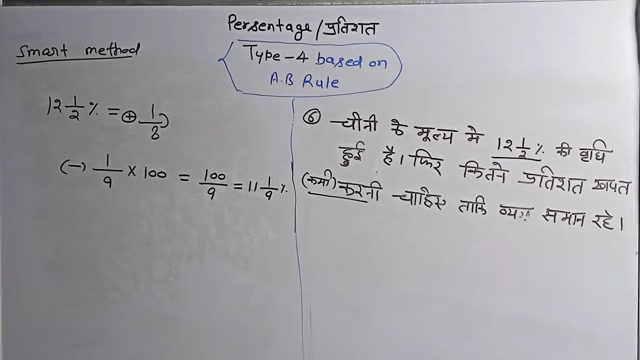 Persentage/प्रतिशत
Smart method
Type-4 based on
A.B Rule
12 1/2 % = ⊕ 1/8
(−) 1/9 × 100 = 100/9 = 11 1/9 %
⑥ चीनी के मूल्य मे 12 1/2 % की वृधि
हुई है। फिर कितने प्रतिशत खपत
(कमी) करनी चाहिए ताकि व्यय समान रहे।